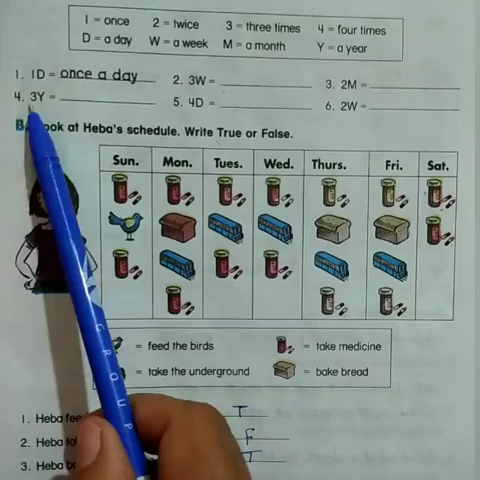 1 = once 2 = twice 3 = three times 4 = four times
D = a day W = a week M = a month Y = a year
1. 1D = once a day 2. 3W = 3. 2M =
4. 3Y = 5. 4D = 6. 2W =
B. Look at Heba's schedule. Write True or False.
Sun. Mon. Tues. Wed. Thurs. Fri. Sat.
= feed the birds = take medicine
= take the underground = bake bread
1. Heba fee T
2. Heba ta F
3. Heba b T
GROUP